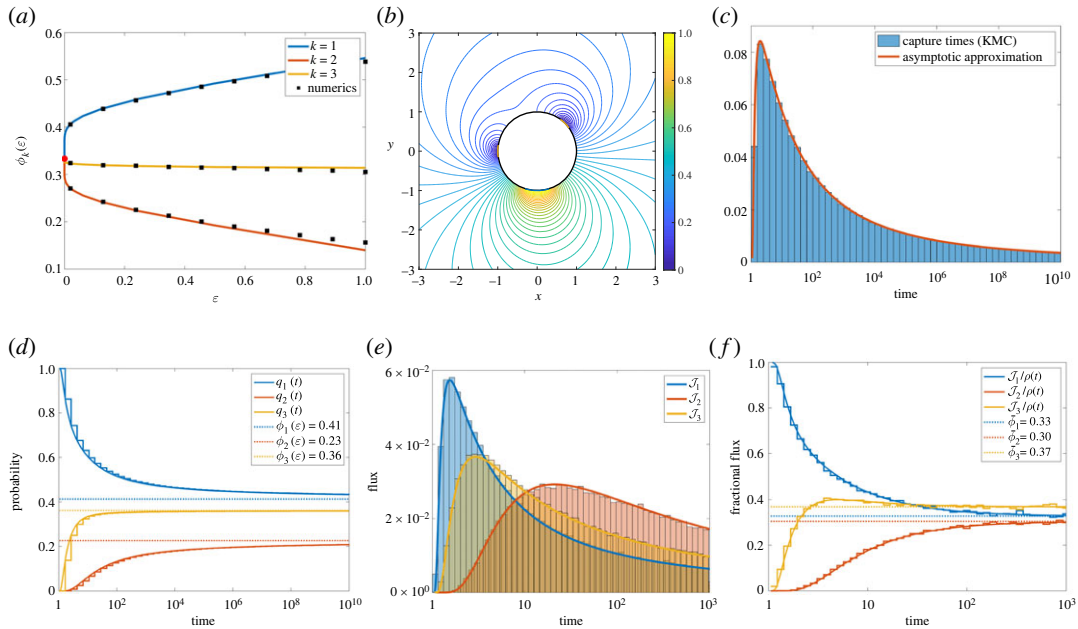 (a)
0.6
0.5
0.4
0.3
0.2
0.1
ϕk(ε)
k = 1
k = 2
k = 3
numerics
0 0.2 0.4 0.6 0.8 1.0
ε
(b)
3
2
1
0
−1
−2
−3
y
−3 −2 −1 0 1 2 3
x
1.0
0.8
0.6
0.4
0.2
0
(c)
0.08
0.06
0.04
0.02
0
capture times (KMC)
asymptotic approximation
1 10^2 10^4 10^6 10^8 10^10
time
(d)
1.0
0.8
0.6
0.4
0.2
0
probability
q1 (t)
q2 (t)
q3 (t)
ϕ1 (ε) = 0.41
ϕ2 (ε) = 0.23
ϕ3 (ε) = 0.36
1 10^2 10^4 10^6 10^8 10^10
time
(e)
6 × 10^−2
4 × 10^−2
2 × 10^−2
0 × 10^0
flux
𝒥1
𝒥2
𝒥3
1 10 10^2 10^3
time
(f)
1.0
0.8
0.6
0.4
0.2
0
fractional flux
𝒥1/ρ(t)
𝒥2/ρ(t)
𝒥3/ρ(t)
ϕ̄1 = 0.33
ϕ̄2 = 0.30
ϕ̄3 = 0.37
1 10 10^2 10^3
time